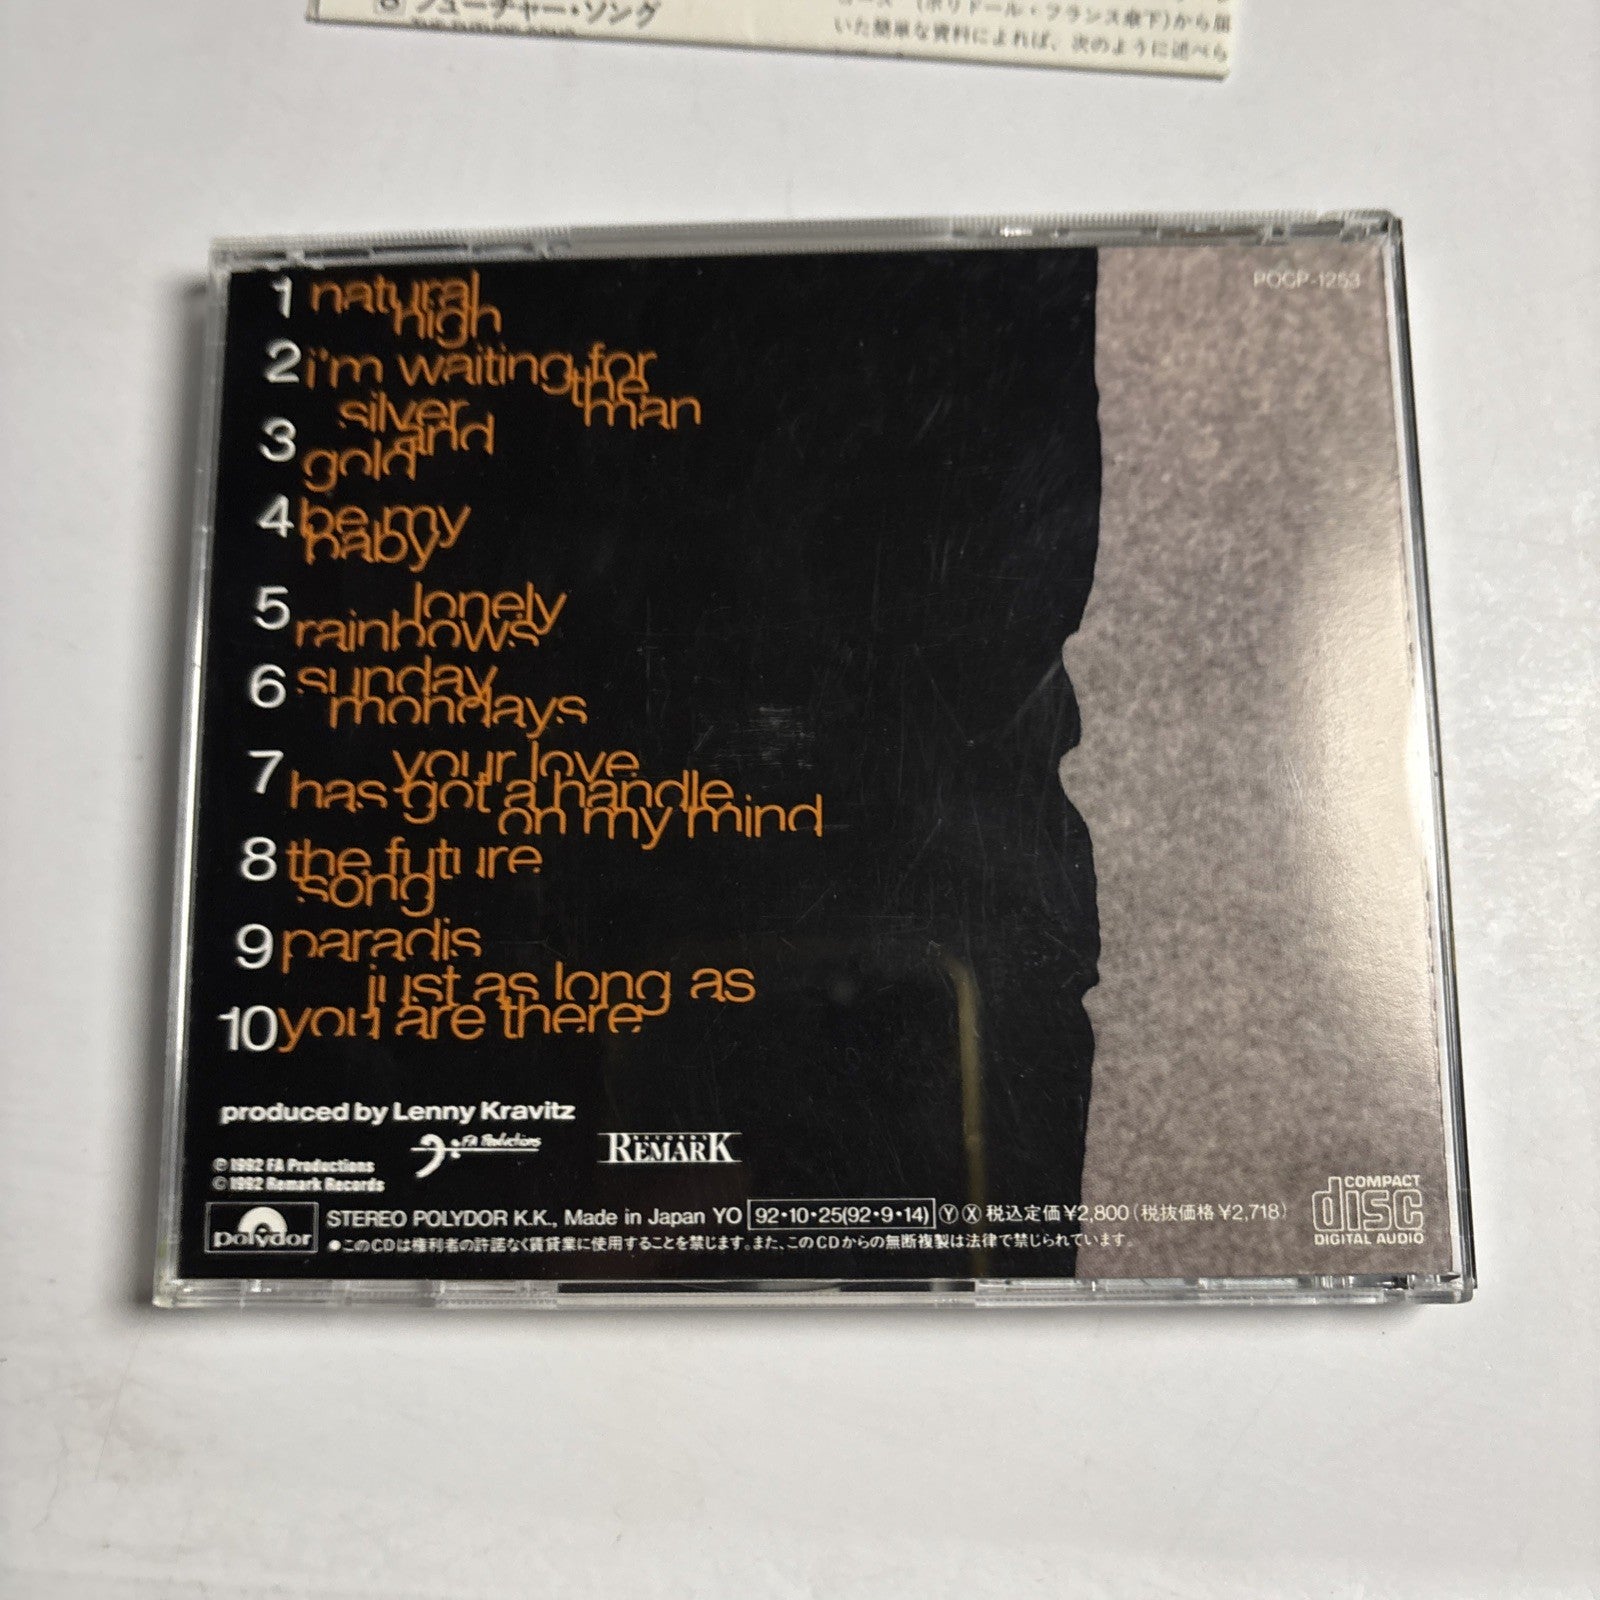 ⑧ フューチャー・ソング
THE FUTURE SONG
(ポリドール・フランス傘下)から届
いた簡単な資料によれば、次のように述べら
POCP-1253
1 natural
high
2 i'm waiting for
the
man
silver
3 and
gold
4 be my
baby
5 lonely
rainbows
6 sunday
mondays
7 your love
has got a handle
on my mind
8 the future
song
9 paradis
just as long as
10 you are there
produced by Lenny Kravitz
FA Productions
RECORDS
REMARK
℗ 1992 FA Productions
© 1992 Remark Records
polydor
STEREO POLYDOR K.K., Made in Japan YO 92・10・25(92・9・14) Ⓨ Ⓧ 税込定価¥2,800(税抜価格¥2,718)
●このCDは権利者の許諾なく賃貸業に使用することを禁じます。また、このCDからの無断複製は法律で禁じられています。
COMPACT
disc
DIGITAL AUDIO